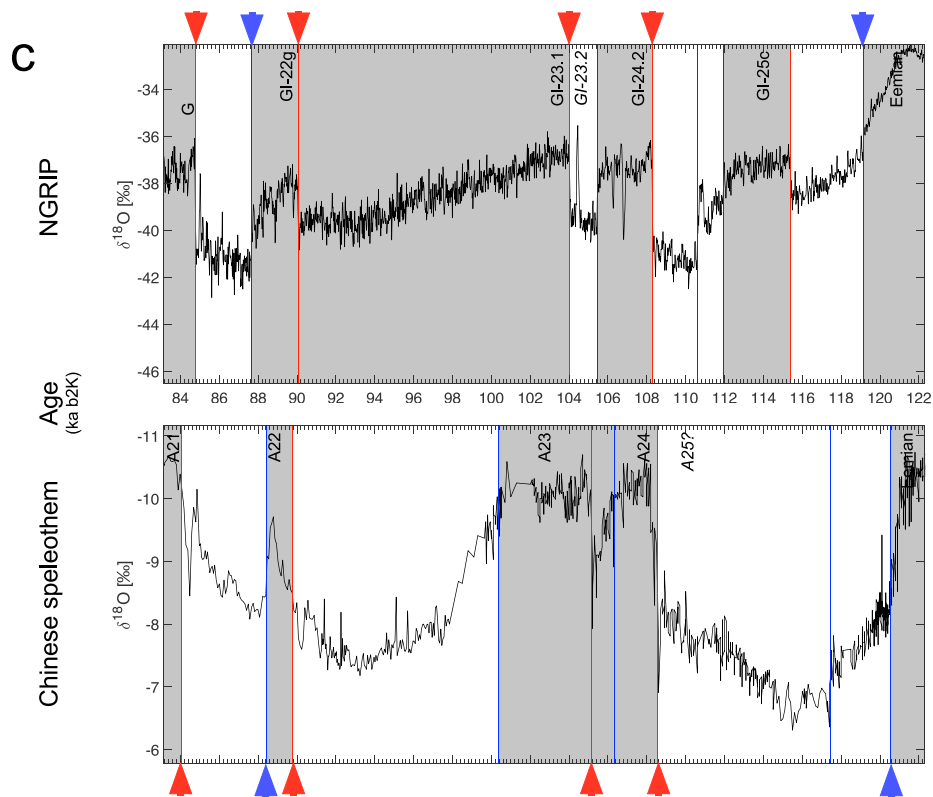 C
G
GI-22g
GI-23.1
GI-23.2
GI-24.2
GI-25c
Eemian
-34
-36
-38
-40
-42
-44
-46
NGRIP
δ18O [‰]
84 86 88 90 92 94 96 98 100 102 104 106 108 110 112 114 116 118 120 122
Age
(ka b2K)
A21
A22
A23
A24
A25?
Eemian
-11
-10
-9
-8
-7
-6
Chinese speleothem
δ18O [‰]